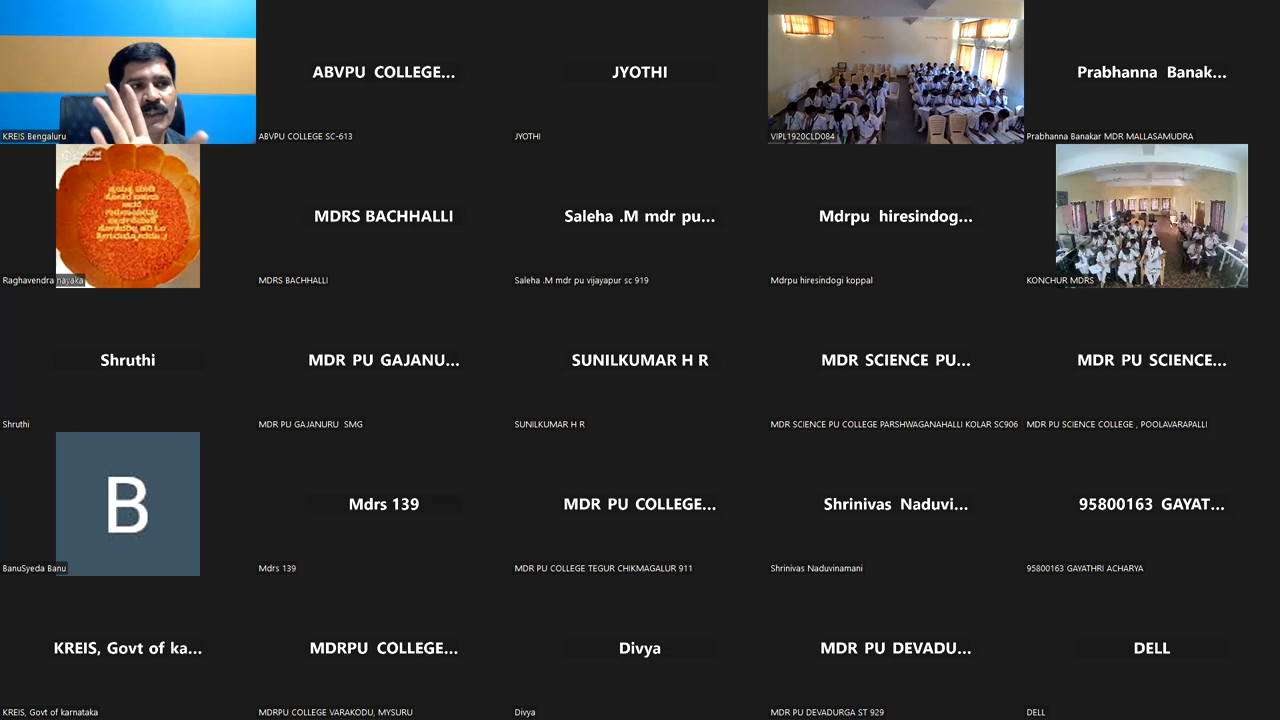 KREIS Bengaluru
ABVPU COLLEGE...
ABVPU COLLEGE SC-613
JYOTHI
JYOTHI
VIPL1920CLD084
Prabhanna Banak...
Prabhanna Banakar MDR MALLASAMUDRA
Raghavendra nayaka
MDRS BACHHALLI
MDRS BACHHALLI
Saleha .M mdr pu...
Saleha .M mdr pu vijayapur sc 919
Mdrpu hiresindog...
Mdrpu hiresindogi koppal
KONCHUR MDRS
Shruthi
Shruthi
MDR PU GAJANU...
MDR PU GAJANURU SMG
SUNILKUMAR H R
SUNILKUMAR H R
MDR SCIENCE PU...
MDR SCIENCE PU COLLEGE PARSHWAGANAHALLI KOLAR SC906
MDR PU SCIENCE...
MDR PU SCIENCE COLLEGE , POOLAVARAPALLI
B
BanuSyeda Banu
Mdrs 139
Mdrs 139
MDR PU COLLEGE...
MDR PU COLLEGE TEGUR CHIKMAGALUR 911
Shrinivas Naduvi...
Shrinivas Naduvinamani
95800163 GAYAT...
95800163 GAYATHRI ACHARYA
KREIS, Govt of ka...
KREIS, Govt of karnataka
MDRPU COLLEGE...
MDRPU COLLEGE VARAKODU, MYSURU
Divya
Divya
MDR PU DEVADU...
MDR PU DEVADURGA ST 929
DELL
DELL